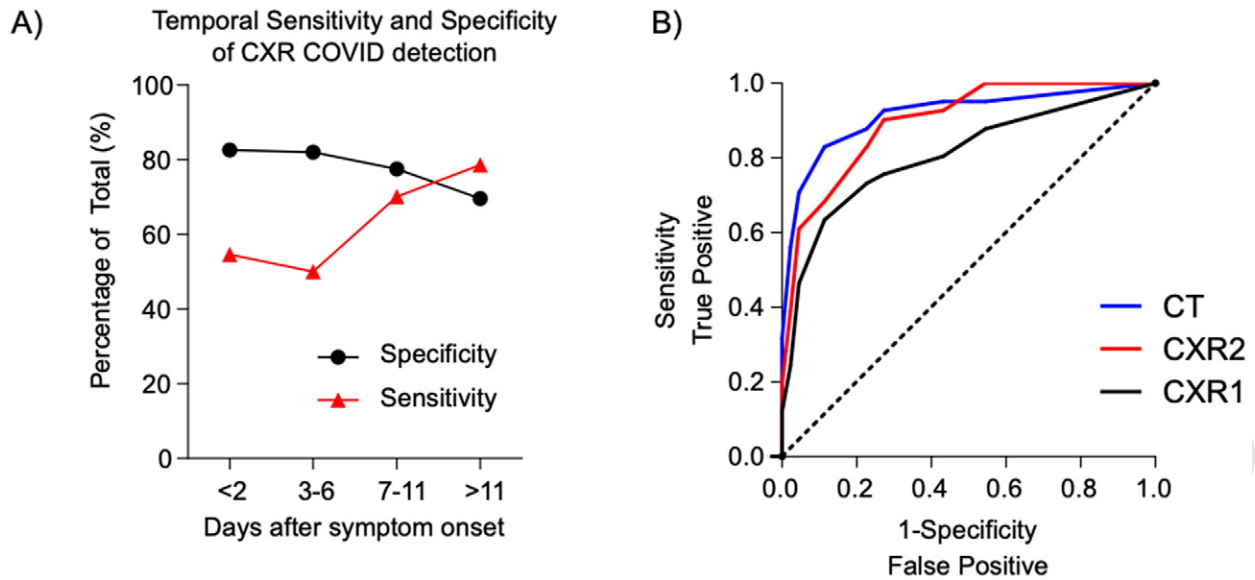 A)
Temporal Sensitivity and Specificity
of CXR COVID detection
Percentage of Total (%)
100
80
60
40
20
0
Specificity
Sensitivity
<2 3-6 7-11 >11
Days after symptom onset
B)
Sensitivity
True Positive
1.0
0.8
0.6
0.4
0.2
0.0
CT
CXR2
CXR1
0.0 0.2 0.4 0.6 0.8 1.0
1-Specificity
False Positive